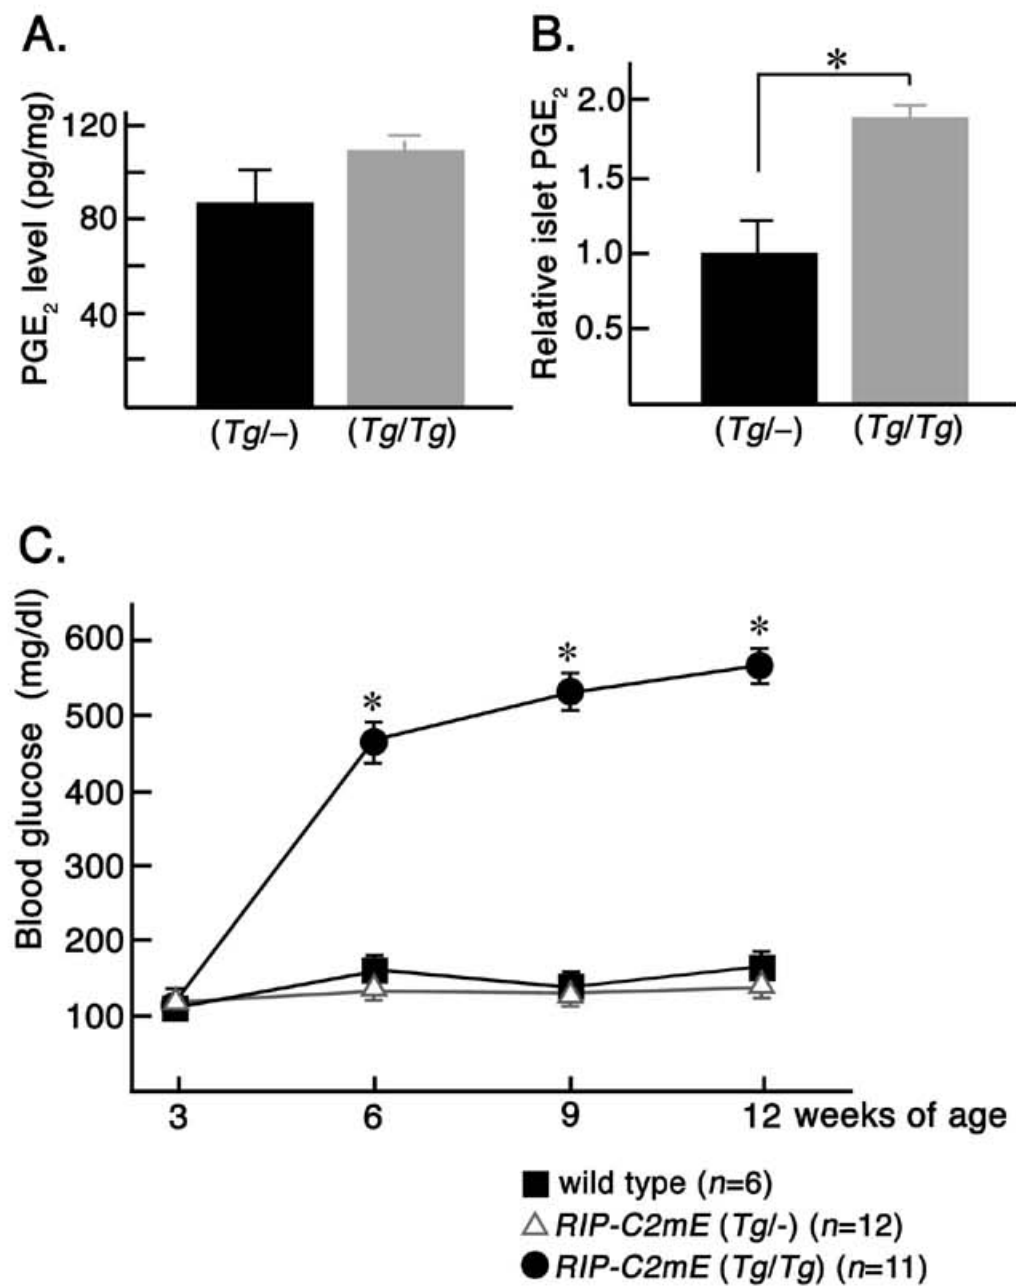 A.
PGE₂ level (pg/mg)
120
80
40
(Tg/–) (Tg/Tg)
B.
Relative islet PGE₂
2.0
1.5
1.0
0.5
*
(Tg/–) (Tg/Tg)
C.
Blood glucose (mg/dl)
600
500
400
300
200
100
* * *
3 6 9 12 weeks of age
wild type (n=6)
RIP-C2mE (Tg/-) (n=12)
RIP-C2mE (Tg/Tg) (n=11)